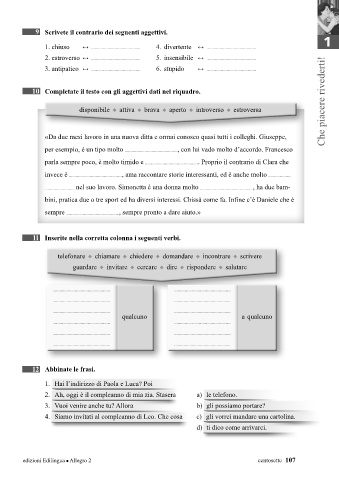 9 Scrivete il contrario dei seguenti aggettivi.
1. chiuso ↔ ........................ 4. divertente ↔ ........................
2. estroverso ↔ ........................ 5. insensibile ↔ ........................
3. antipatico ↔ ........................ 6. stupido ↔ ........................
1
Che piacere rivederti!
10 Completate il testo con gli aggettivi dati nel riquadro.
disponibile ◆ attiva ◆ brava ◆ aperto ◆ introverso ◆ estroversa
«Da due mesi lavoro in una nuova ditta e ormai conosco quasi tutti i colleghi. Giuseppe,
per esempio, è un tipo molto ........................, con lui vado molto d'accordo. Francesco
parla sempre poco, è molto timido e ......................... Proprio il contrario di Clara che
invece è ........................, ama raccontare storie interessanti, ed è anche molto ............
............ nel suo lavoro. Simonetta è una donna molto ........................, ha due bam-
bini, pratica due o tre sport ed ha diversi interessi. Chissà come fa. Infine c'è Daniele che è
sempre ........................, sempre pronto a dare aiuto.»
11 Inserite nella corretta colonna i seguenti verbi.
telefonare ◆ chiamare ◆ chiedere ◆ domandare ◆ incontrare ◆ scrivere
guardare ◆ invitare ◆ cercare ◆ dire ◆ rispondere ◆ salutare
qualcuno
a qualcuno
12 Abbinate le frasi.
1. Hai l'indirizzo di Paola e Luca? Poi
2. Ah, oggi è il compleanno di mia zia. Stasera
3. Vuoi venire anche tu? Allora
4. Siamo invitati al compleanno di Leo. Che cosa
a) le telefono.
b) gli possiamo portare?
c) gli vorrei mandare una cartolina.
d) ti dico come arrivarci.
edizioni Edilingua ● Allegro 2
centosette 107